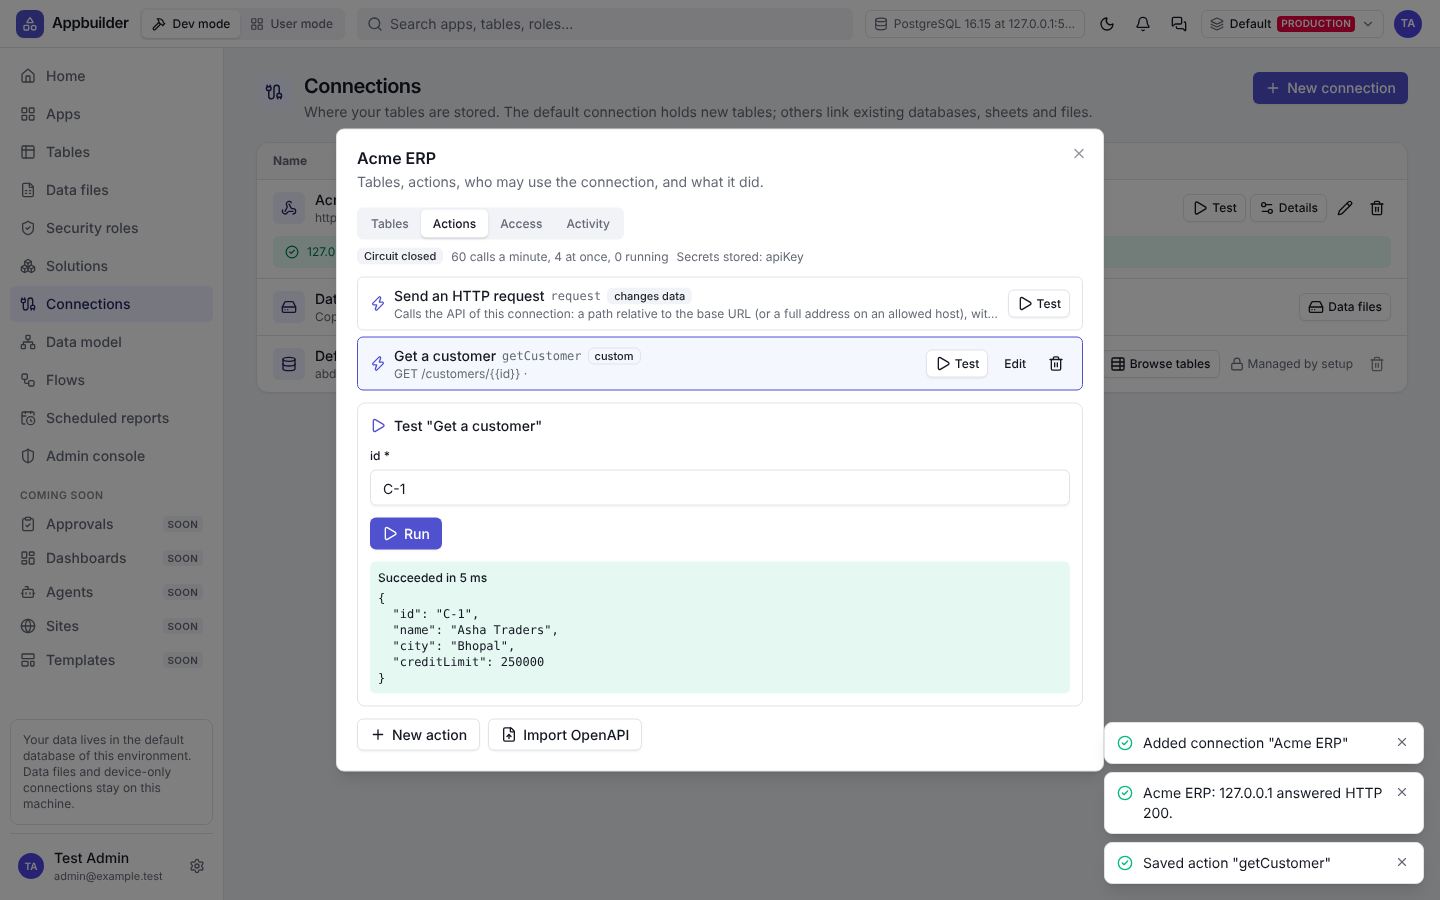 Appbuilder
Dev mode
User mode
Search apps, tables, roles...
PostgreSQL 16.15 at 127.0.0.1:5...
Default PRODUCTION
TA
Home
Apps
Tables
Data files
Security roles
Solutions
Connections
Data model
Flows
Scheduled reports
Admin console
COMING SOON
Approvals SOON
Dashboards SOON
Agents SOON
Sites SOON
Templates SOON
Your data lives in the default
database of this environment.
Data files and device-only
connections stay on this
machine.
TA
Test Admin
admin@example.test
Connections
Where your tables are stored. The default connection holds new tables; others link existing databases, sheets and files.
New connection
Name
Test
Details
127.0
Data files
Browse tables
Managed by setup
Acme ERP
Tables, actions, who may use the connection, and what it did.
Tables Actions Access Activity
Circuit closed 60 calls a minute, 4 at once, 0 running Secrets stored: apiKey
Send an HTTP request request changes data
Calls the API of this connection: a path relative to the base URL (or a full address on an allowed host), wit...
Test
Get a customer getCustomer custom
GET /customers/{{id}} ·
Test Edit
Test "Get a customer"
id *
C-1
Run
Succeeded in 5 ms
{
"id": "C-1",
"name": "Asha Traders",
"city": "Bhopal",
"creditLimit": 250000
}
New action
Import OpenAPI
Added connection "Acme ERP"
Acme ERP: 127.0.0.1 answered HTTP
200.
Saved action "getCustomer"